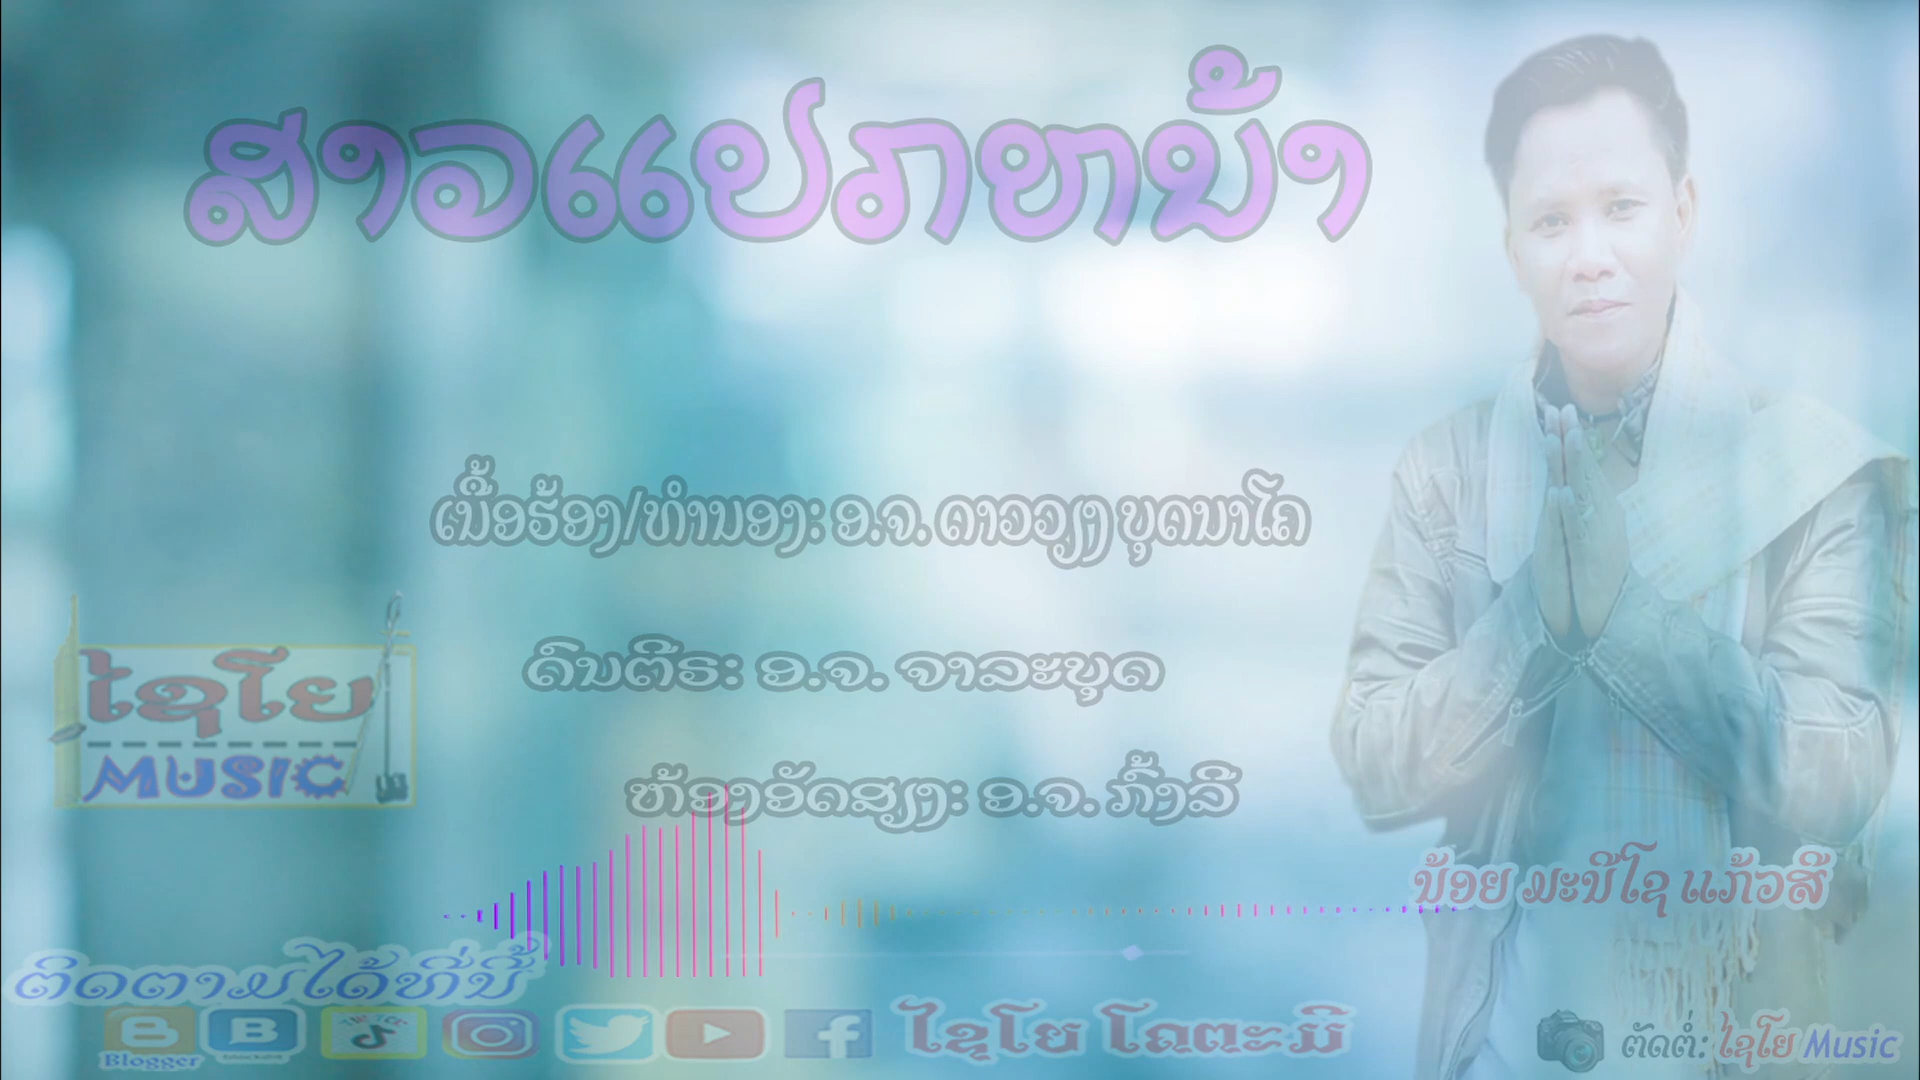 ສາວແປກຫນ້າ
ເນື້ອຮ້ອງ/ທຳນອງ: ອ.ຈ. ດາວວຽງ ບຸດນາໂຄ
ດົນຕີຣ: ອ.ຈ. ຈາລະບຸດ
ໄຊໂຍ
MUSIC
ຫ້ອງອັດສຽງ: ອ.ຈ. ກົ້ງລີ
ນ້ອຍ ມະນີໂຊ ແກ້ວສີ
ຕິດຕາມໄດ້ທີ່ນີ້
Blogger
ໄຊໂຍ ໂຄຕະມີ
ຕັດຕໍ່: ໄຊໂຍ Music